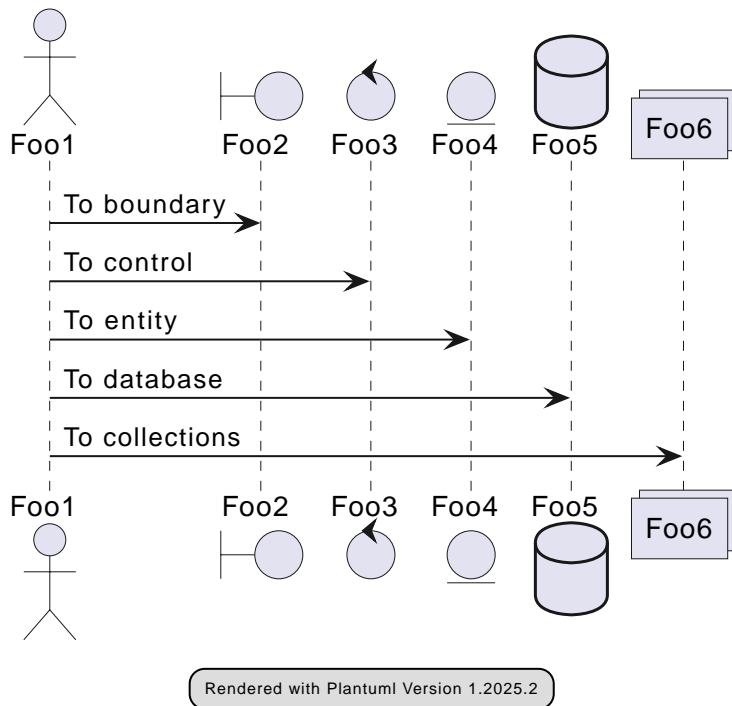 Foo1 Foo2 Foo3 Foo4 Foo5 Foo6
To boundary
To control
To entity
To database
To collections
Foo1 Foo2 Foo3 Foo4 Foo5 Foo6
Rendered with Plantuml Version 1.2025.2